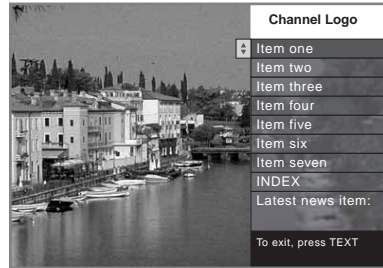 Channel Logo
Item one
Item two
Item three
Item four
Item five
Item six
Item seven
INDEX
Latest news item:
To exit, press TEXT